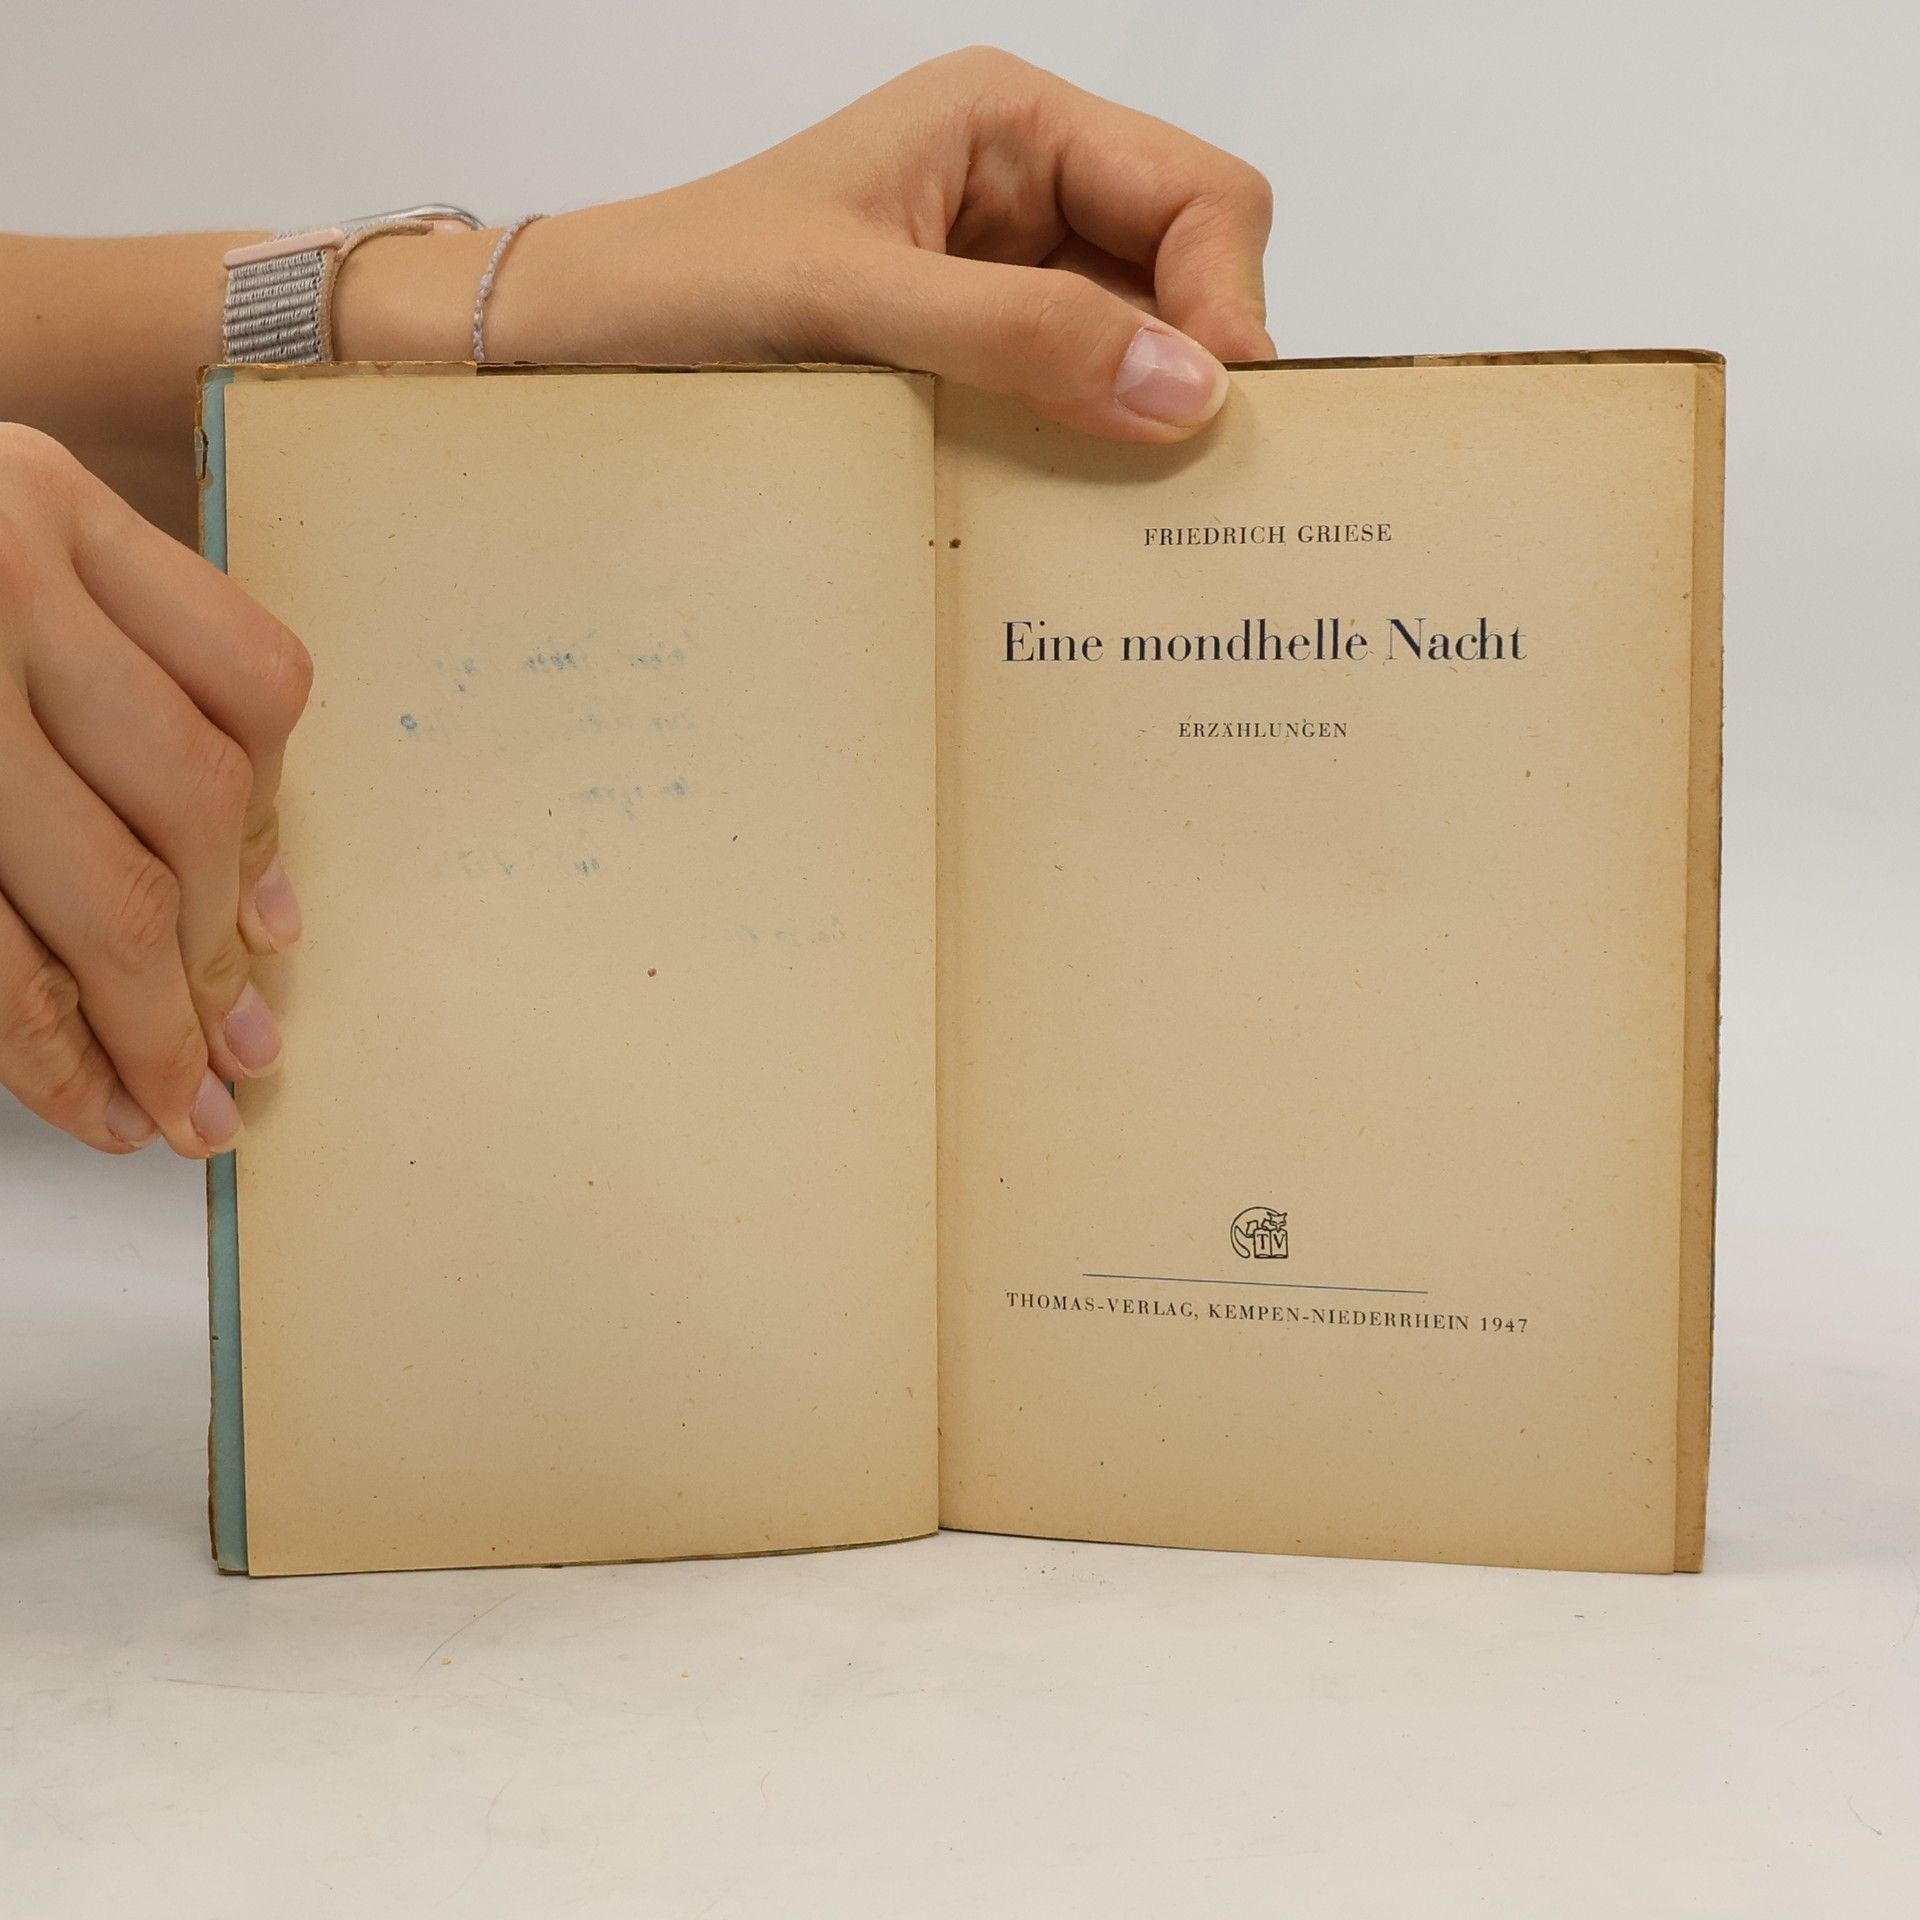 FRIEDRICH GRIESE
Eine mondhelle Nacht
ERZÄHLUNGEN
TV
THOMAS-VERLAG, KEMPEN-NIEDERRHEIN 1947